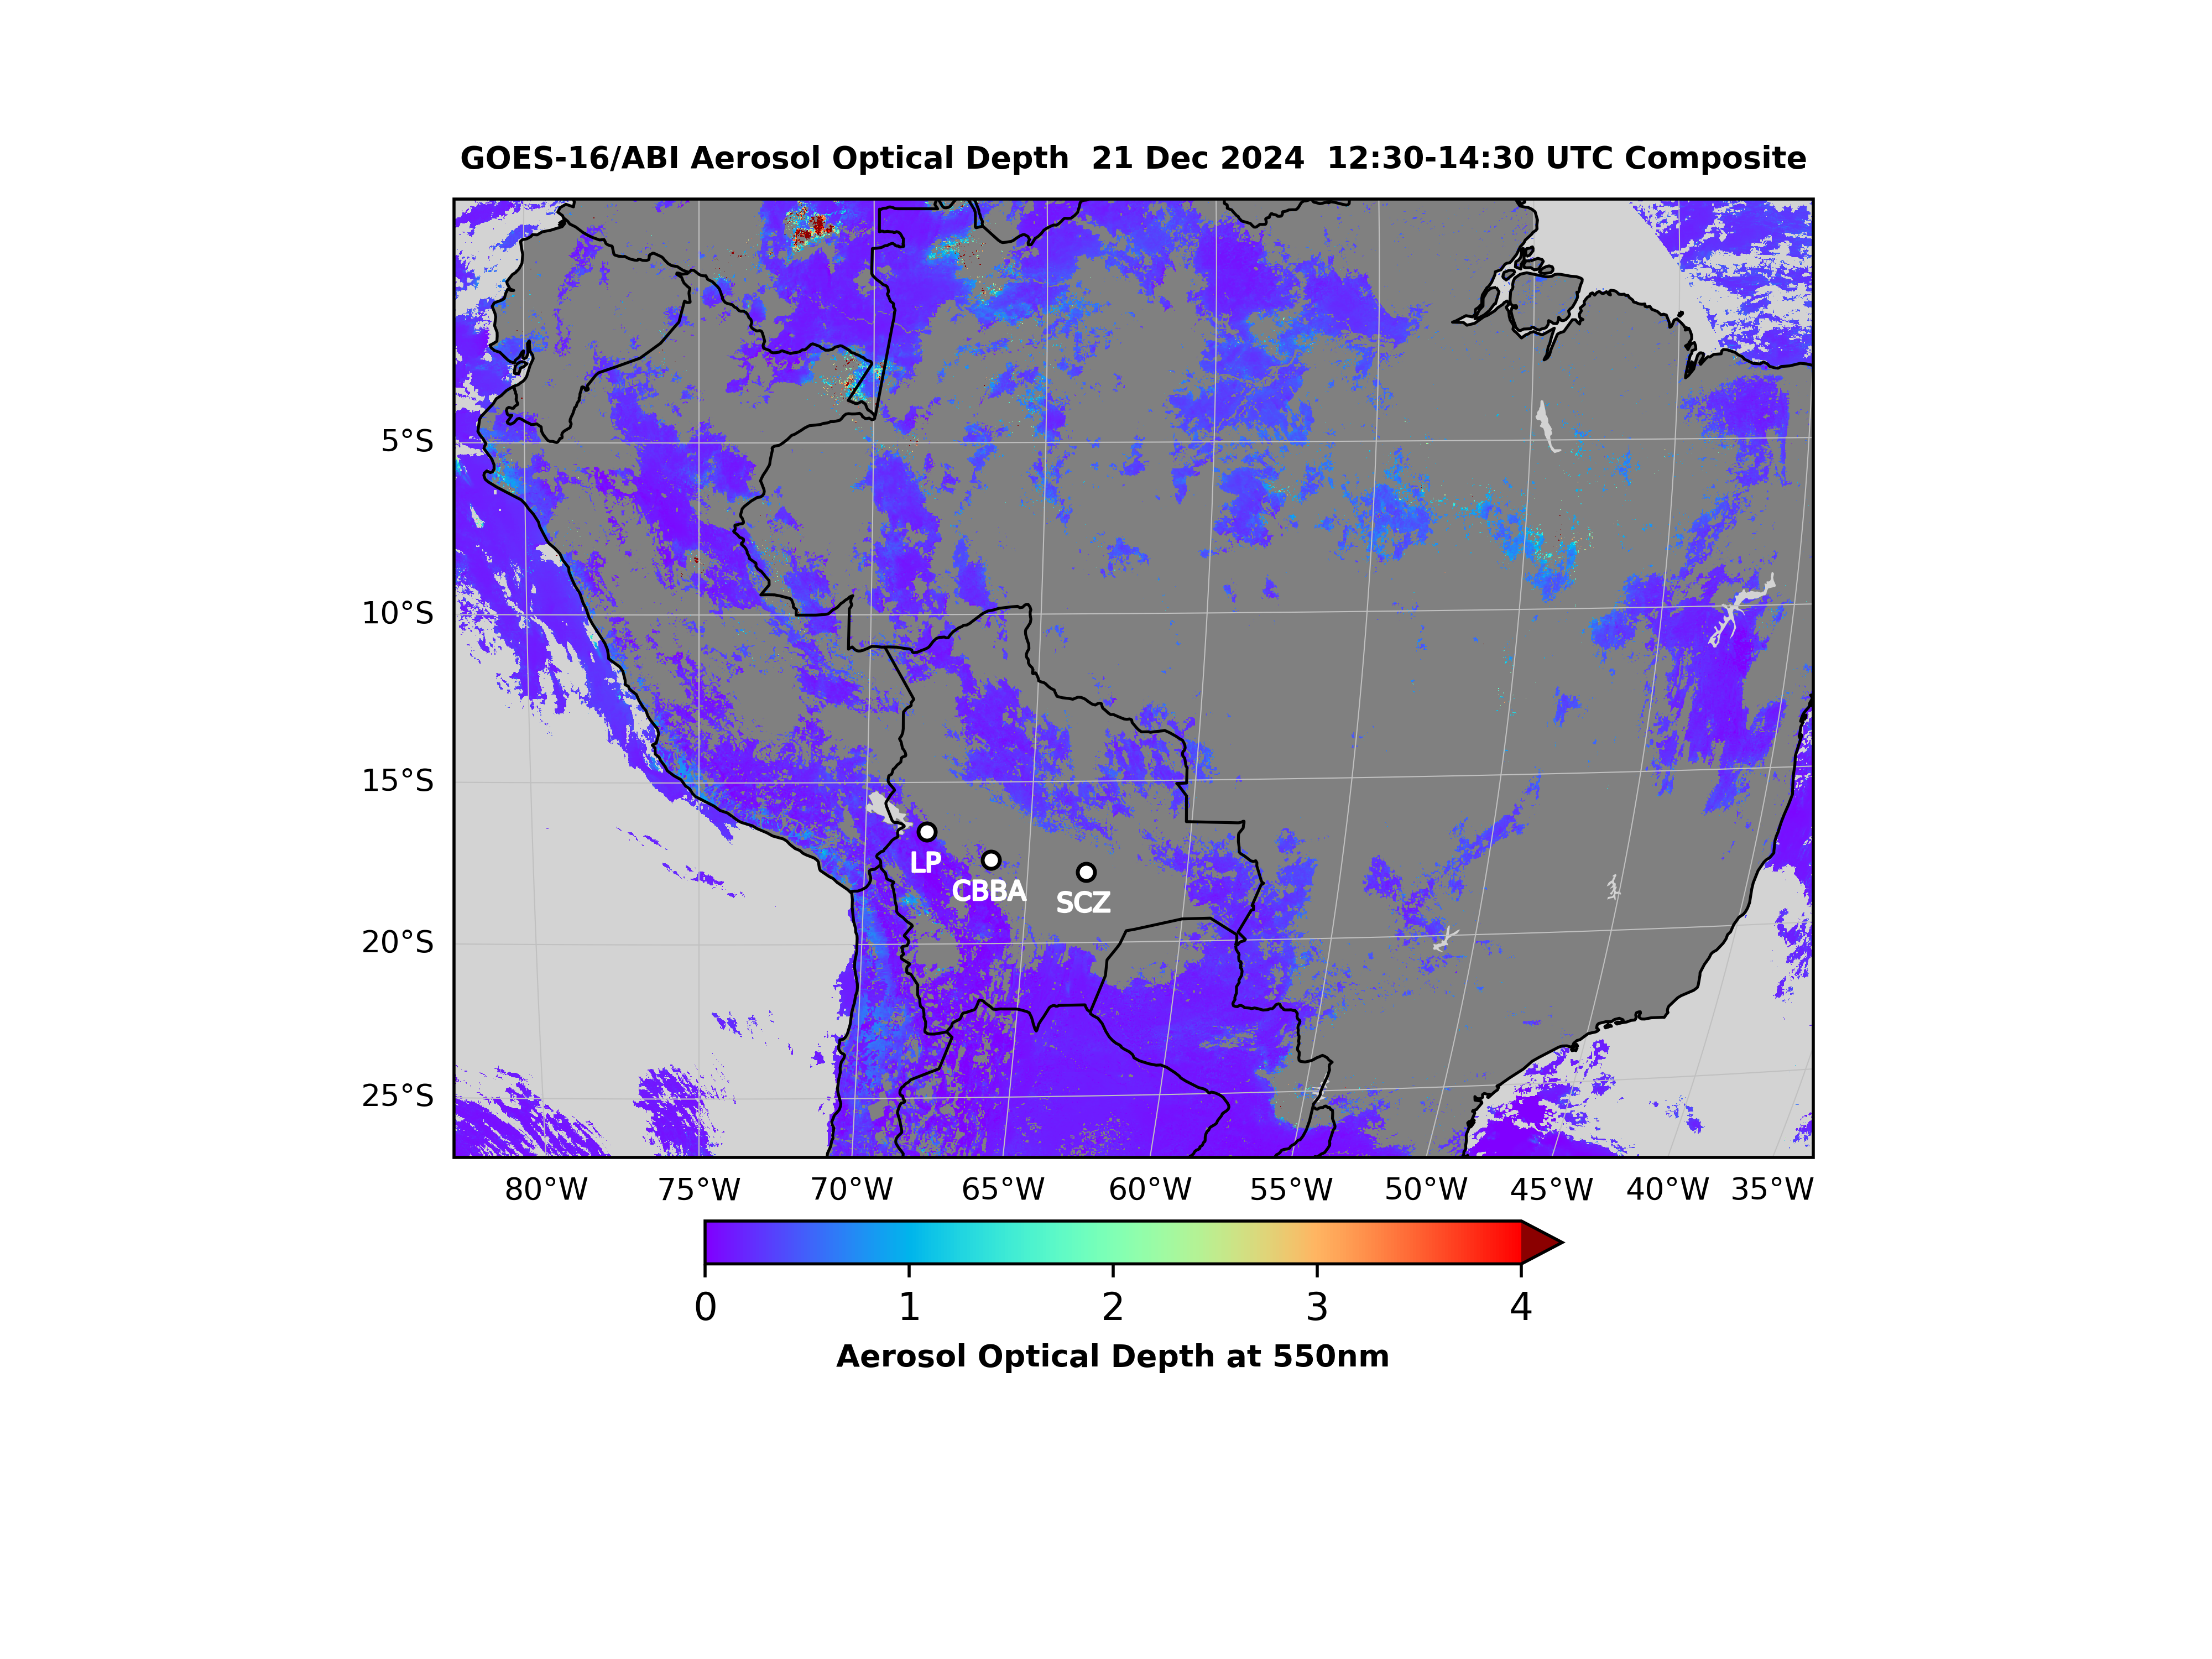 GOES-16/ABI Aerosol Optical Depth  21 Dec 2024  12:30-14:30 UTC Composite
5°S
10°S
15°S
20°S
25°S
LP
CBBA
SCZ
80°W 75°W 70°W 65°W 60°W 55°W 50°W 45°W 40°W 35°W
0 1 2 3 4
Aerosol Optical Depth at 550nm